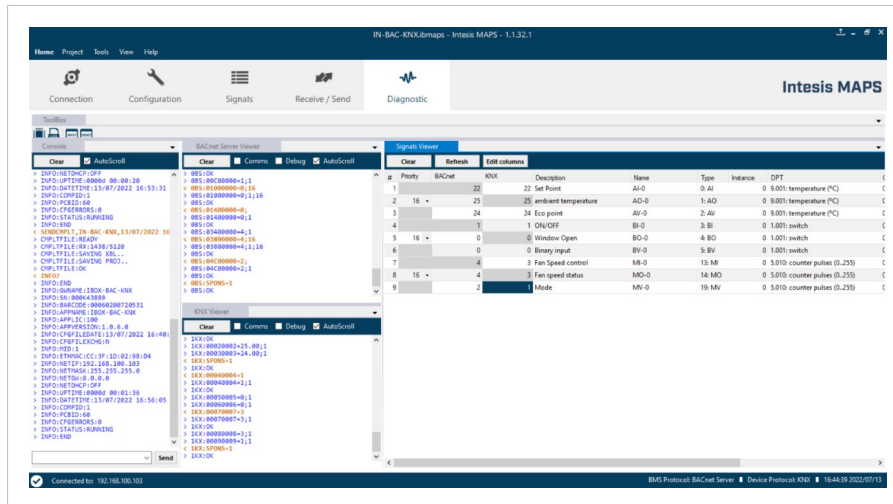 IN-BAC-KNX.ibmaps - Intesis MAPS - 1.1.32.1
Home Project Tools View Help
Connection Configuration Signals Receive / Send Diagnostic
Intesis MAPS
ToolBox
Console
Clear AutoScroll
> INFO:NETDHCP:OFF
> INFO:UPTIME:0000d 00:00:20
> INFO:DATETIME:13/07/2022 16:53:31
> INFO:COMPID:1
> INFO:PCBID:60
> INFO:CFGERRORS:0
> INFO:STATUS:RUNNING
> INFO:END
< SENDCMPLT,IN-BAC-KNX,13/07/2022 16
> CMPLTFILE:READY
> CMPLTFILE:RX:1438/5120
> CMPLTFILE:SAVING XBL..
> CMPLTFILE:SAVING PROJ..
> CMPLTFILE:OK
< INFO?
> INFO:END
> INFO:GWNAME:IBOX-BAC-KNX
> INFO:SN:000K43889
> INFO:BARCODE:00060200720531
> INFO:APPNAME:IBOX-BAC-KNX
> INFO:APPLIC:100
> INFO:APPVERSION:1.0.6.0
> INFO:CFGFILEDATE:13/07/2022 16:40:
> INFO:CFGFILEXCHG:N
> INFO:MID:1
> INFO:ETHMAC:CC:3F:1D:02:98:D4
> INFO:NETIP:192.168.100.103
> INFO:NETMASK:255.255.255.0
> INFO:NETGW:0.0.0.0
> INFO:NETDHCP:OFF
> INFO:UPTIME:0000d 00:01:36
> INFO:DATETIME:13/07/2022 16:56:05
> INFO:COMPID:1
> INFO:PCBID:60
> INFO:CFGERRORS:0
> INFO:STATUS:RUNNING
> INFO:END
Send
BACnet Server Viewer
Clear Comms Debug AutoScroll
> 0BS:OK
> 0BS:00C00000=1;1
< 0BS:01000000=0;16
> 0BS:01000000=0;1;16
> 0BS:OK
< 0BS:01400000=0;
> 0BS:01400000=0;1
> 0BS:OK
> 0BS:03400000=4;1
< 0BS:03800000=4;16
> 0BS:03800000=4;1;16
> 0BS:OK
< 0BS:04C00000=2;
> 0BS:04C00000=2;1
> 0BS:OK
< 0BS:SPONS=1
> 0BS:OK
KNX Viewer
Clear Comms Debug AutoScroll
> 1KX:OK
> 1KX:00020002=25.00;1
> 1KX:00030003=24.00;1
< 1KX:SPONS=1
> 1KX:OK
< 1KX:00040004=1
> 1KX:00040004=1;1
> 1KX:OK
> 1KX:00050005=0;1
> 1KX:00060006=0;1
< 1KX:00070007=3
> 1KX:00070007=3;1
> 1KX:OK
> 1KX:00080008=3;1
> 1KX:00090009=1;1
< 1KX:SPONS=1
> 1KX:OK
Signals Viewer
Clear Refresh Edit columns
# Priority BACnet KNX Description Name Type Instance DPT
1 22 22 Set Point AI-0 0: AI 0 9.001: temperature (ºC)
2 16 25 25 ambient temperature AO-0 1: AO 0 9.001: temperature (ºC)
3 24 24 Eco point AV-0 2: AV 0 9.001: temperature (ºC)
4 1 1 ON/OFF BI-0 3: BI 0 1.001: switch
5 16 0 0 Window Open BO-0 4: BO 0 1.001: switch
6 0 0 Binary input BV-0 5: BV 0 1.001: switch
7 4 3 Fan Speed control MI-0 13: MI 0 5.010: counter pulses (0..255)
8 16 4 3 Fan speed status MO-0 14: MO 0 5.010: counter pulses (0..255)
9 2 1 Mode MV-0 19: MV 0 5.010: counter pulses (0..255)
Connected to: 192.168.100.103
BMS Protocol: BACnet Server Device Protocol: KNX 16:44:39 2022/07/13